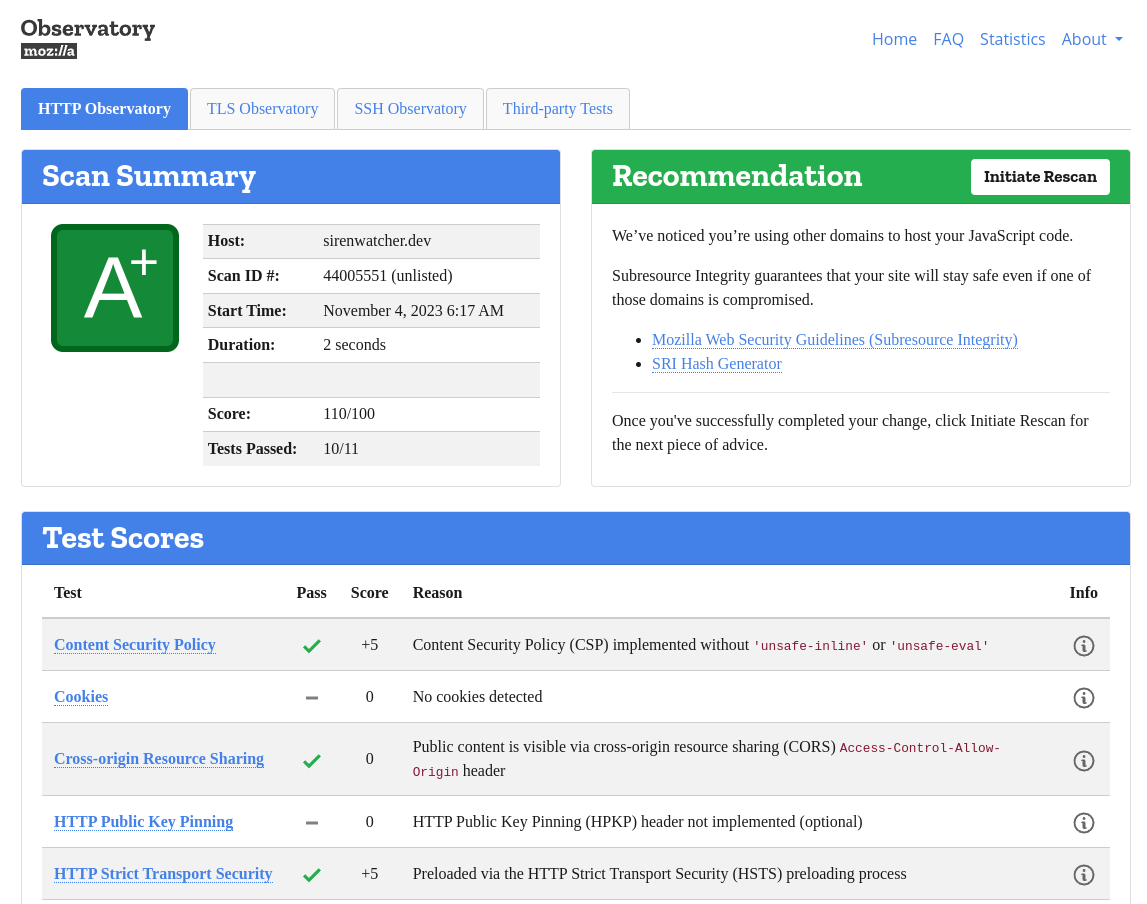 Observatory
moz://a
Home FAQ Statistics About
HTTP Observatory TLS Observatory SSH Observatory Third-party Tests
Scan Summary
A+
Host: sirenwatcher.dev
Scan ID #: 44005551 (unlisted)
Start Time: November 4, 2023 6:17 AM
Duration: 2 seconds
Score: 110/100
Tests Passed: 10/11
Recommendation Initiate Rescan
We’ve noticed you’re using other domains to host your JavaScript code.
Subresource Integrity guarantees that your site will stay safe even if one of
those domains is compromised.
Mozilla Web Security Guidelines (Subresource Integrity)
SRI Hash Generator
Once you've successfully completed your change, click Initiate Rescan for
the next piece of advice.
Test Scores
Test Pass Score Reason Info
Content Security Policy +5 Content Security Policy (CSP) implemented without 'unsafe-inline' or 'unsafe-eval'
Cookies 0 No cookies detected
Cross-origin Resource Sharing 0 Public content is visible via cross-origin resource sharing (CORS) Access-Control-Allow-
Origin header
HTTP Public Key Pinning 0 HTTP Public Key Pinning (HPKP) header not implemented (optional)
HTTP Strict Transport Security +5 Preloaded via the HTTP Strict Transport Security (HSTS) preloading process